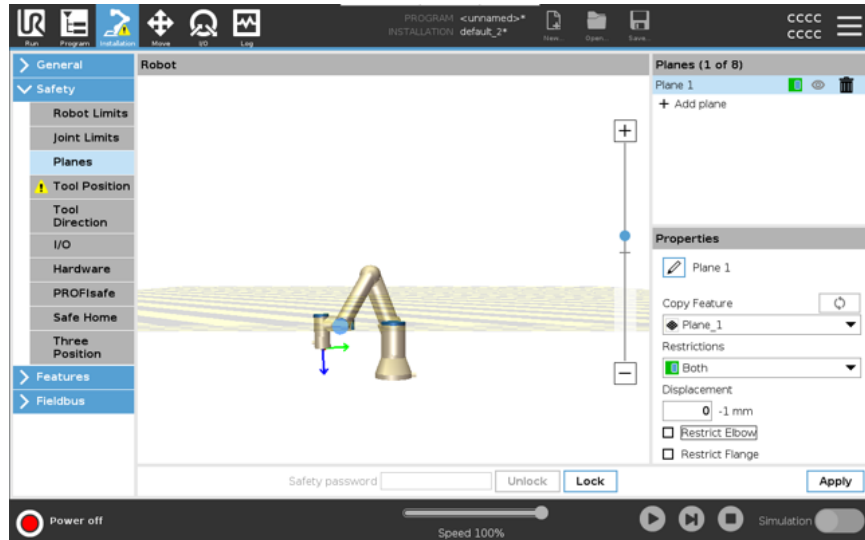 PROGRAM <unnamed>*
INSTALLATION default_2*
Run
Program
Installation
Move
I/O
Log
New...
Open...
Save...
cccc
cccc
General
Safety
Robot Limits
Joint Limits
Planes
Tool Position
Tool
Direction
I/O
Hardware
PROFIsafe
Safe Home
Three
Position
Features
Fieldbus
Robot
Planes (1 of 8)
Plane 1
+ Add plane
Properties
Plane 1
Copy Feature
Plane_1
Restrictions
Both
Displacement
0 -1 mm
Restrict Elbow
Restrict Flange
Safety password
Unlock
Lock
Apply
Power off
Speed 100%
Simulation